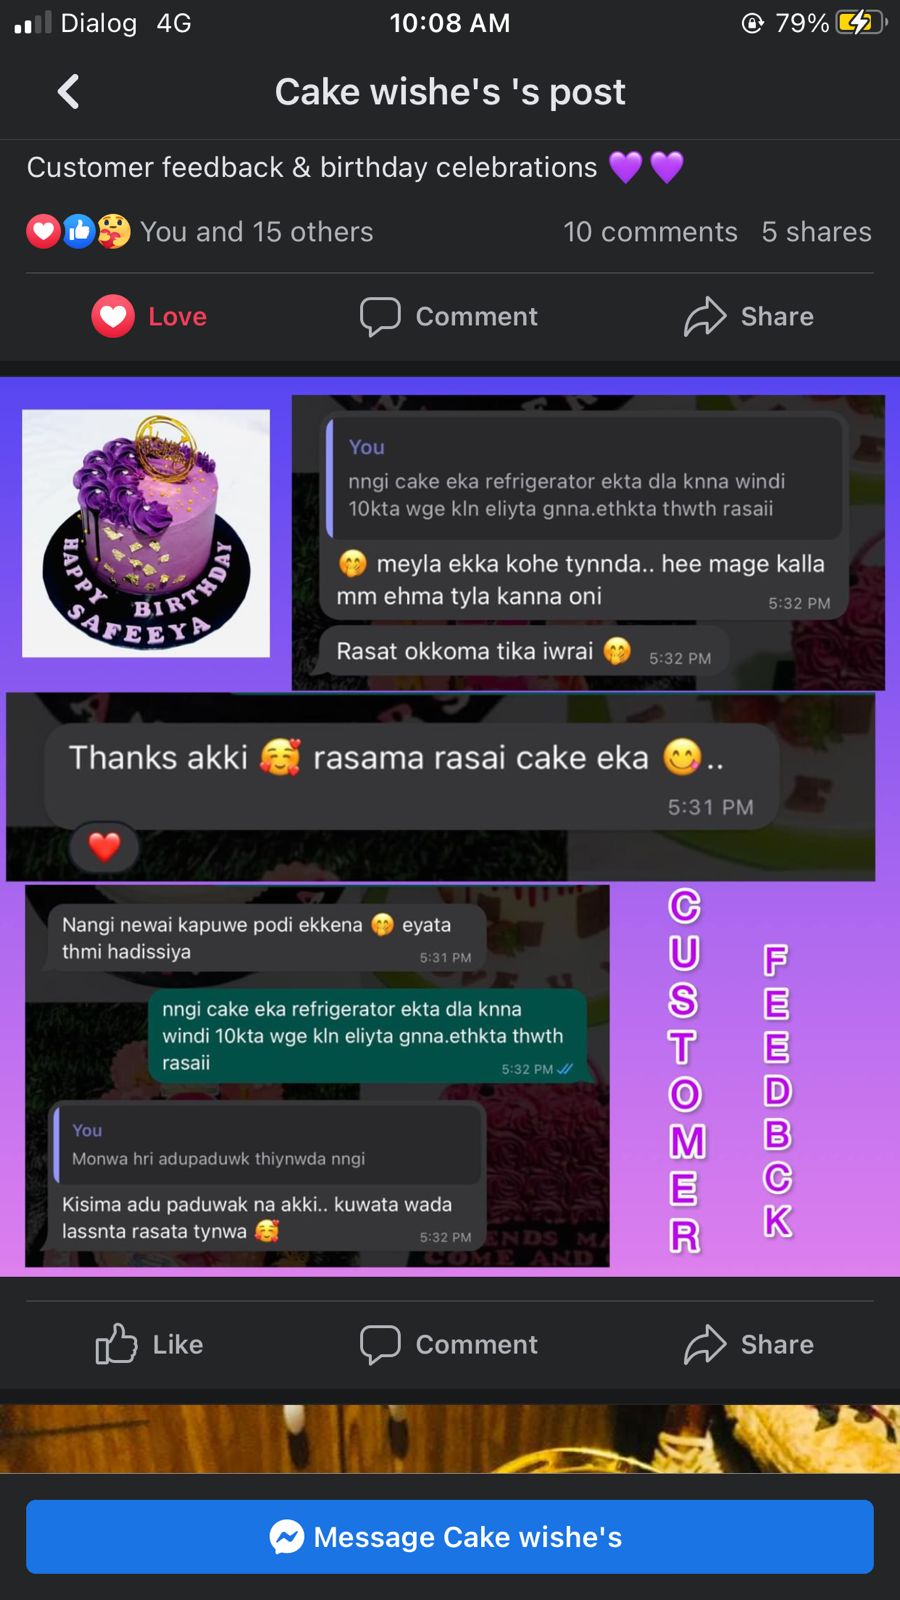 Dialog 4G 10:08 AM 79%
Cake wishe's 's post
Customer feedback & birthday celebrations 💜💜
You and 15 others 10 comments 5 shares
Love Comment Share
HAPPY BIRTHDAY
SAFEEYA
You
nngi cake eka refrigerator ekta dla knna windi
10kta wge kln eliyta gnna.ethkta thwth rasaii
🤭 meyla ekka kohe tynnda.. hee mage kalla
mm ehma tyla kanna oni
5:32 PM
Rasat okkoma tika iwrai 🤭 5:32 PM
Thanks akki 🥰 rasama rasai cake eka 😋..
5:31 PM
Nangi newai kapuwe podi ekkena 🤭 eyata
thmi hadissiya
5:31 PM
nngi cake eka refrigerator ekta dla knna
windi 10kta wge kln eliyta gnna.ethkta thwth
rasaii
5:32 PM
You
Monwa hri adupaduwk thiynwda nngi
Kisima adu paduwak na akki.. kuwata wada
lassnta rasata tynwa 🥰
5:32 PM
ENDS MA
COME AND
CUSTOMER
FEEDBCK
Like Comment Share
Message Cake wishe's